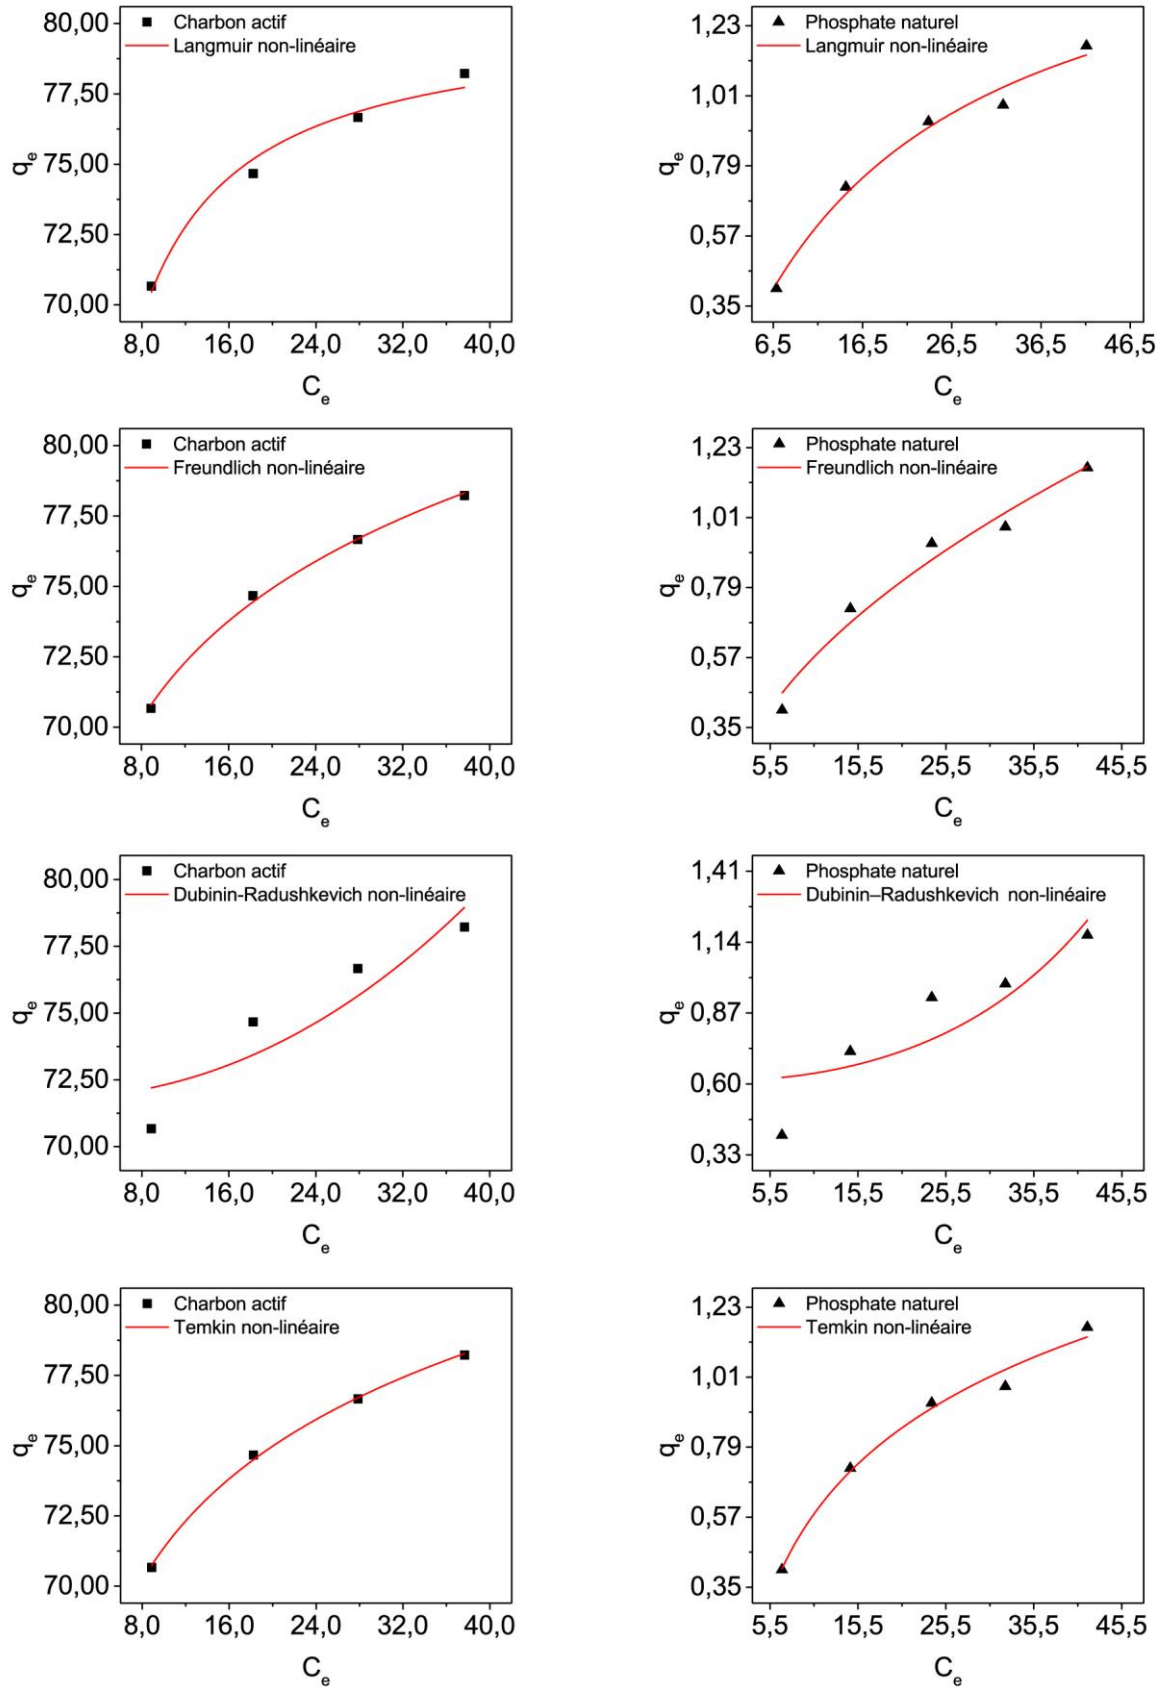 80,00
77,50
75,00
72,50
70,00
qe
Charbon actif
Langmuir non-linéaire
8,0 16,0 24,0 32,0 40,0
Ce
1,23
1,01
0,79
0,57
0,35
qe
Phosphate naturel
Langmuir non-linéaire
6,5 16,5 26,5 36,5 46,5
Ce
80,00
77,50
75,00
72,50
70,00
qe
Charbon actif
Freundlich non-linéaire
8,0 16,0 24,0 32,0 40,0
Ce
1,23
1,01
0,79
0,57
0,35
qe
Phosphate naturel
Freundlich non-linéaire
5,5 15,5 25,5 35,5 45,5
Ce
80,00
77,50
75,00
72,50
70,00
qe
Charbon actif
Dubinin-Radushkevich non-linéaire
8,0 16,0 24,0 32,0 40,0
Ce
1,41
1,14
0,87
0,60
0,33
qe
Phosphate naturel
Dubinin–Radushkevich non-linéaire
5,5 15,5 25,5 35,5 45,5
Ce
80,00
77,50
75,00
72,50
70,00
qe
Charbon actif
Temkin non-linéaire
8,0 16,0 24,0 32,0 40,0
Ce
1,23
1,01
0,79
0,57
0,35
qe
Phosphate naturel
Temkin non-linéaire
5,5 15,5 25,5 35,5 45,5
Ce